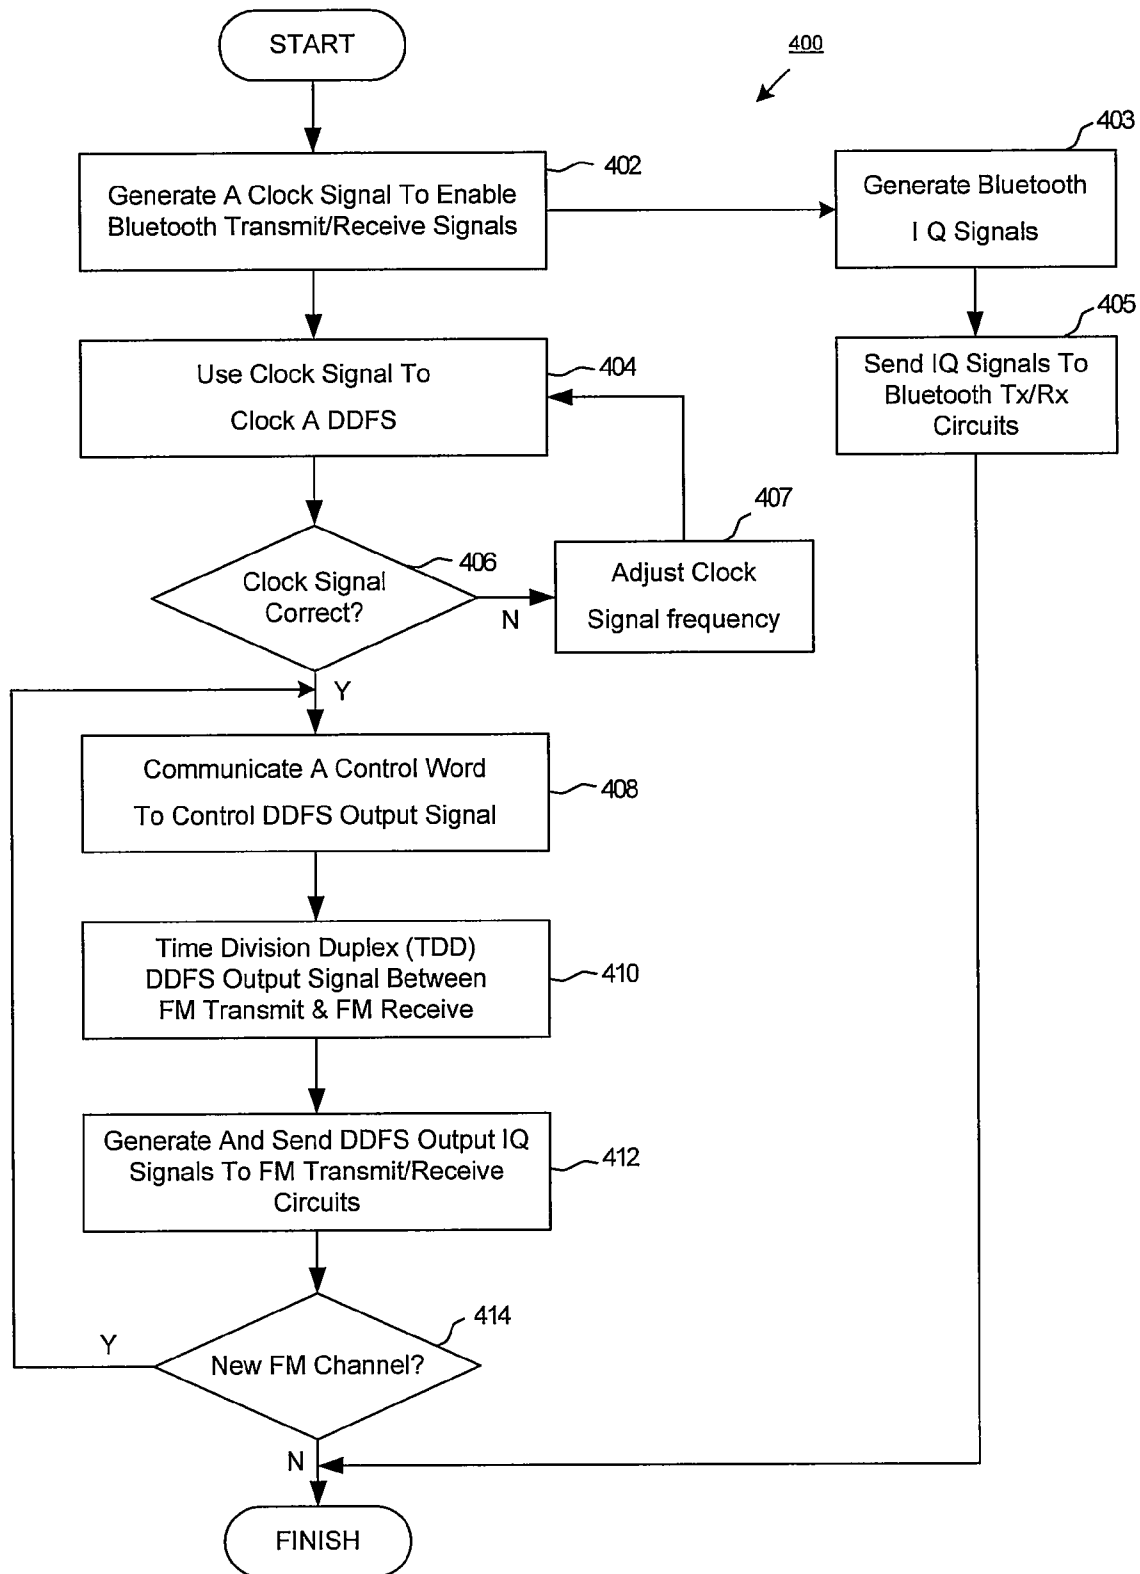 START
400
402
Generate A Clock Signal To Enable
Bluetooth Transmit/Receive Signals
403
Generate Bluetooth
I Q Signals
404
Use Clock Signal To
Clock A DDFS
405
Send IQ Signals To
Bluetooth Tx/Rx
Circuits
406
Clock Signal
Correct?
N
407
Adjust Clock
Signal frequency
Y
Communicate A Control Word
To Control DDFS Output Signal
408
Time Division Duplex (TDD)
DDFS Output Signal Between
FM Transmit & FM Receive
410
Generate And Send DDFS Output IQ
Signals To FM Transmit/Receive
Circuits
412
414
Y
New FM Channel?
N
FINISH